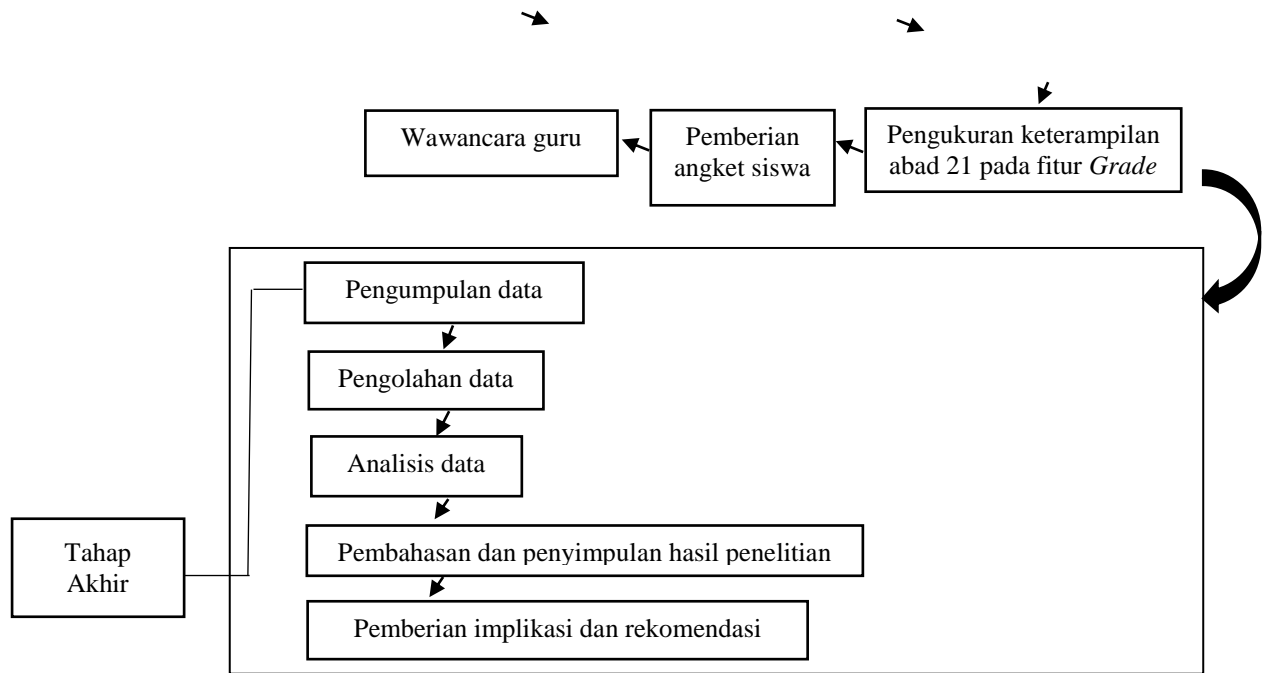 Wawancara guru
Pemberian
angket siswa
Pengukuran keterampilan
abad 21 pada fitur Grade
Pengumpulan data
Pengolahan data
Analisis data
Tahap
Akhir
Pembahasan dan penyimpulan hasil penelitian
Pemberian implikasi dan rekomendasi